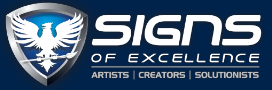 SIGNS
OF EXCELLENCE
ARTISTS | CREATORS | SOLUTIONISTS